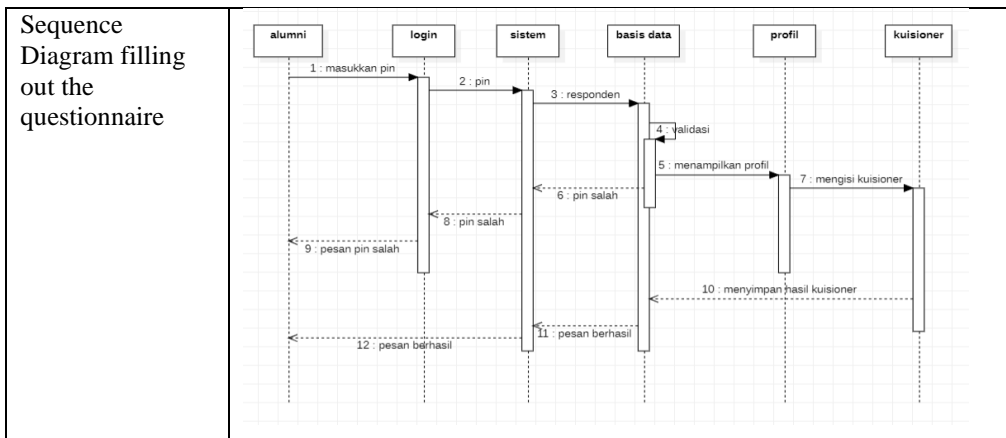 Sequence
Diagram filling
out the
questionnaire
alumni
login
sistem
basis data
profil
kuisioner
1 : masukkan pin
2 : pin
3 : responden
4 : validasi
5 : menampilkan profil
6 : pin salah
7 : mengisi kuisioner
8 : pin salah
9 : pesan pin salah
10 : menyimpan hasil kuisioner
11 : pesan berhasil
12 : pesan berhasil